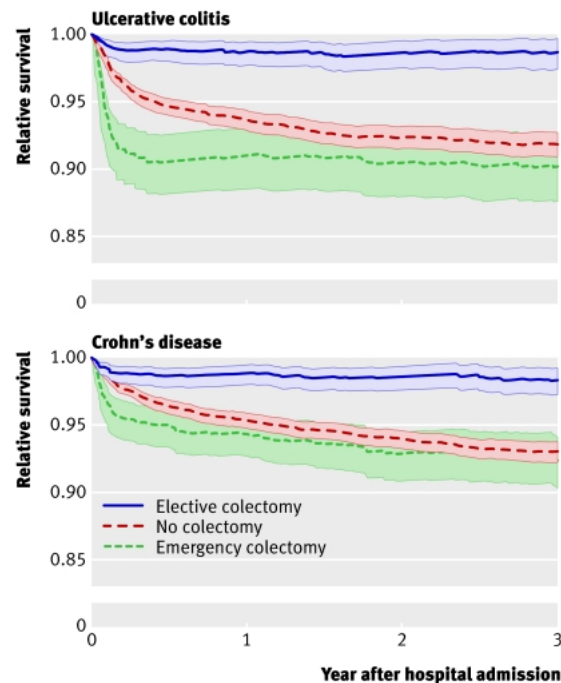 Ulcerative colitis
Relative survival
1.00
0.95
0.90
0.85
0
Crohn's disease
Relative survival
1.00
0.95
0.90
0.85
0
Elective colectomy
No colectomy
Emergency colectomy
0 1 2 3
Year after hospital admission